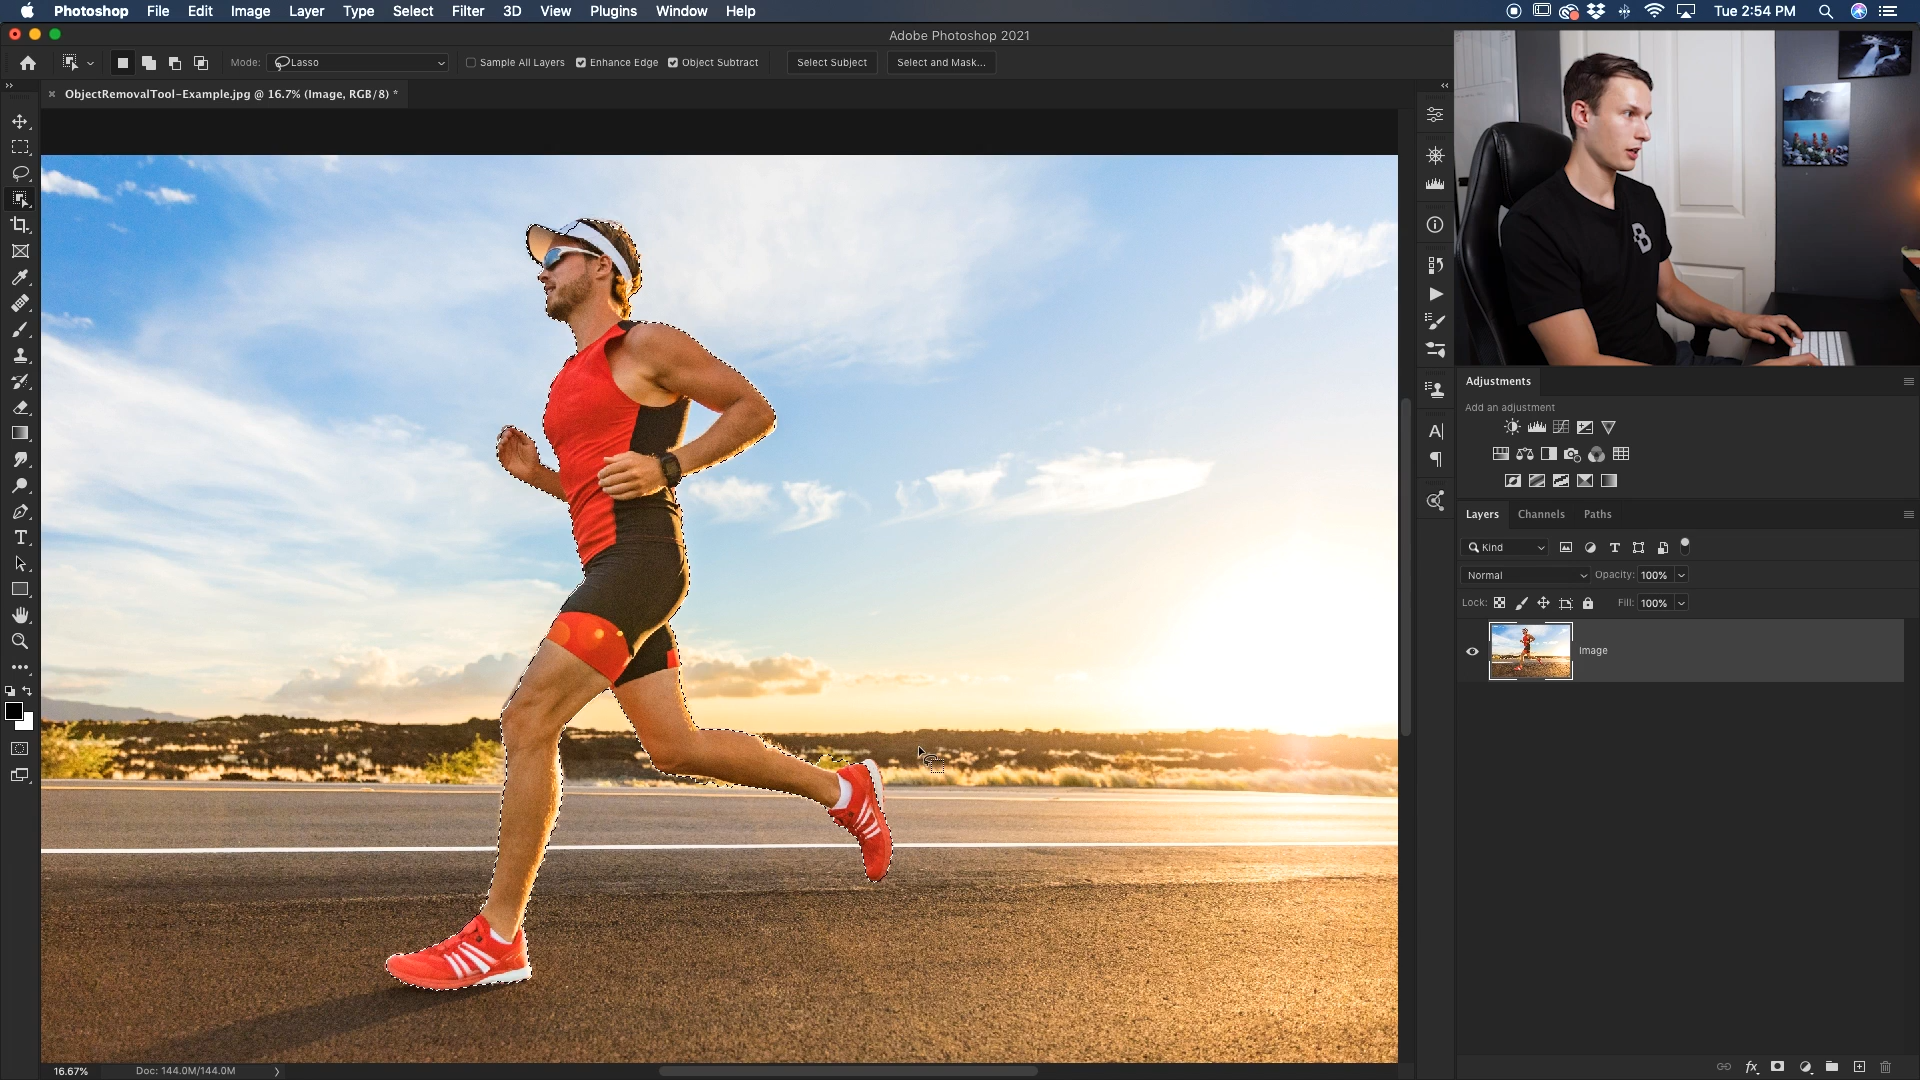 Photoshop File Edit Image Layer Type Select Filter 3D View Plugins Window Help Tue 2:54 PM
Adobe Photoshop 2021
Mode: Lasso Sample All Layers Enhance Edge Object Subtract Select Subject Select and Mask...
ObjectRemovalTool-Example.jpg @ 16.7% (Image, RGB/8) *
B
Adjustments
Add an adjustment
Layers Channels Paths
Kind
Normal Opacity: 100%
Lock: Fill: 100%
Image
16.67% Doc: 144.0M/144.0M